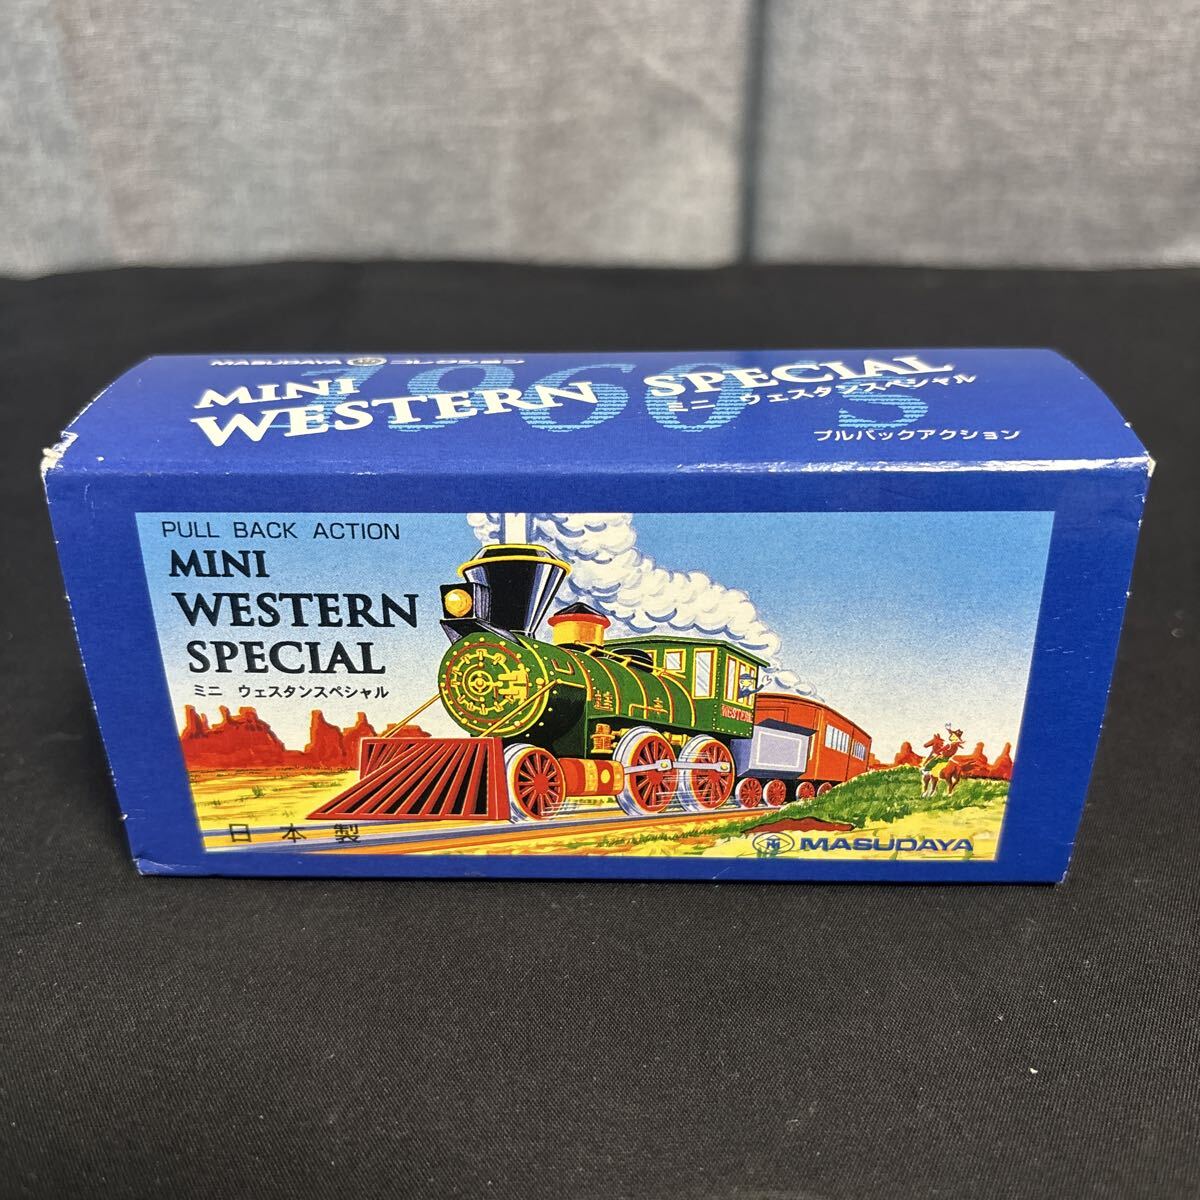 MASUDAYA コレクション
1960's
MINI
WESTERN SPECIAL
ミニ ウェスタンスペシャル
プルバックアクション
PULL BACK ACTION
MINI
WESTERN
SPECIAL
ミニ ウェスタンスペシャル
WESTERN
日本製
MASUDAYA